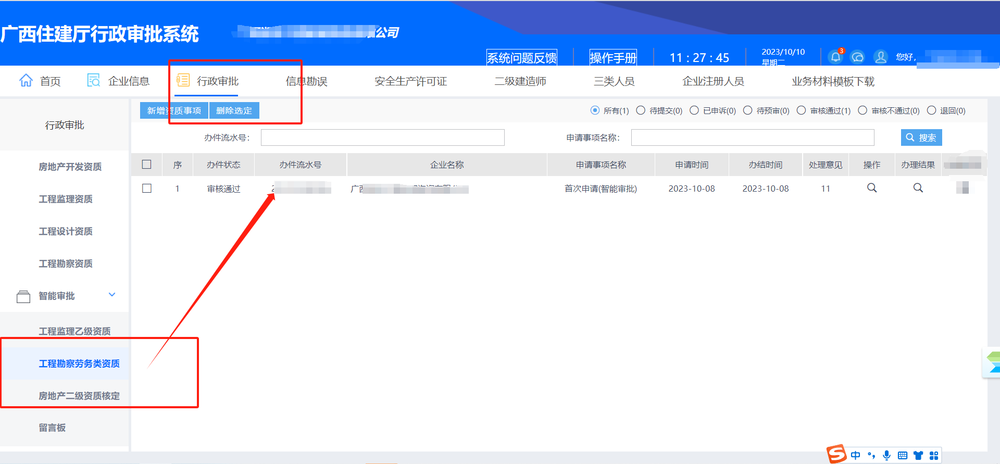 广西住建厅行政审批系统
公司
系统问题反馈
操作手册
11 : 27 : 45
2023/10/10
星期二
3
您好,
首页
企业信息
行政审批
信息勘误
安全生产许可证
二级建造师
三类人员
企业注册人员
业务材料模板下载
行政审批
房地产开发资质
工程监理资质
工程设计资质
工程勘察资质
智能审批
工程监理乙级资质
工程勘察劳务类资质
房地产二级资质核定
留言板
新增资质事项
删除选定
所有(1) 待提交(0) 已申诉(0) 待预审(0) 审核通过(1) 审核不通过(0) 退回(0)
办件流水号:
申请事项名称:
搜索
序 办件状态 办件流水号 企业名称 申请事项名称 申请时间 办结时间 处理意见 操作 办理结果
1 审核通过 2 广西 首次申请(智能审批) 2023-10-08 2023-10-08 11
中